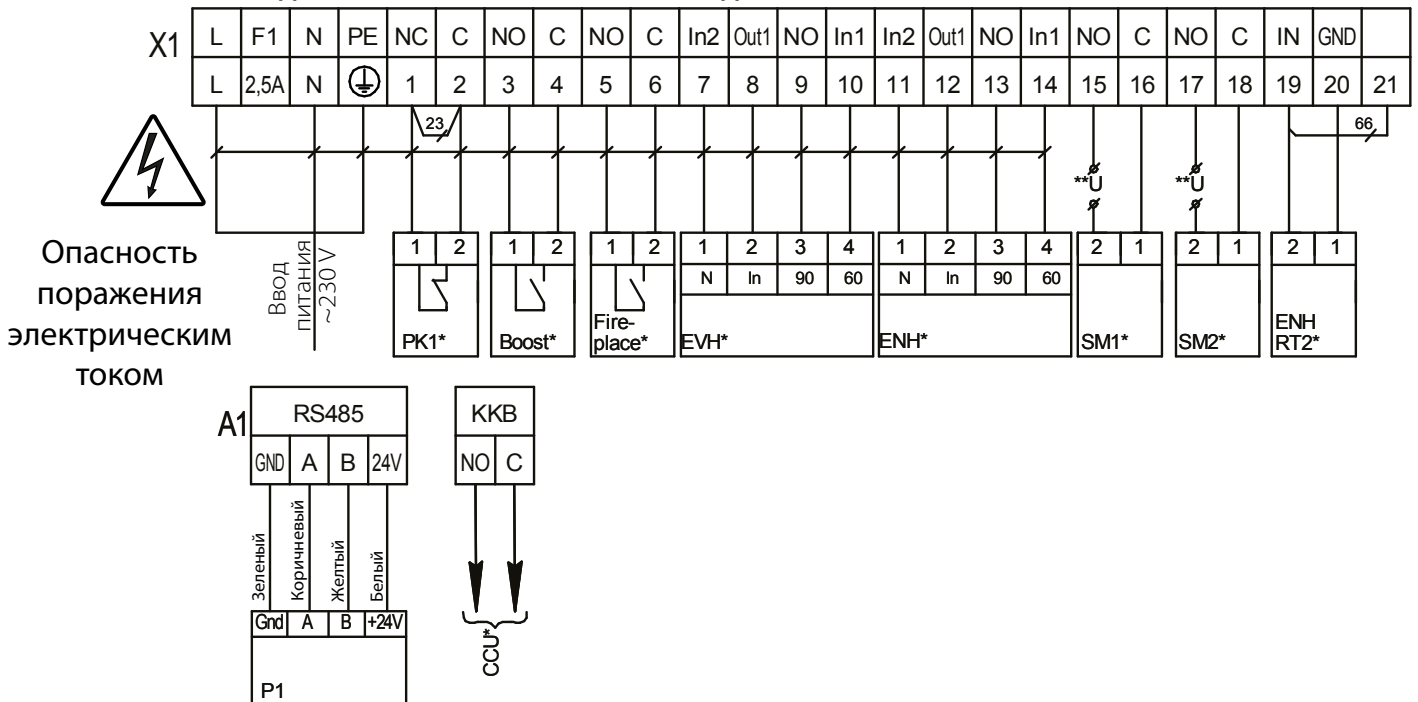 X1
L F1 N PE NC C NO C NO C In2 Out1 NO In1 In2 Out1 NO In1 NO C NO C IN GND
L 2,5A N 1 2 3 4 5 6 7 8 9 10 11 12 13 14 15 16 17 18 19 20 21
23
66
**U
**U
Опасность
поражения
электрическим
током
Ввод
питания
~230 V
1 2
PK1*
1 2
Boost*
1 2
Fire-
place*
1 2 3 4
N In 90 60
EVH*
1 2 3 4
N In 90 60
ENH*
2 1
SM1*
2 1
SM2*
2 1
ENH
RT2*
A1
RS485
GND A B 24V
Зеленый
Коричневый
Желтый
Белый
Gnd A B +24V
P1
ККВ
NO C
CCU*